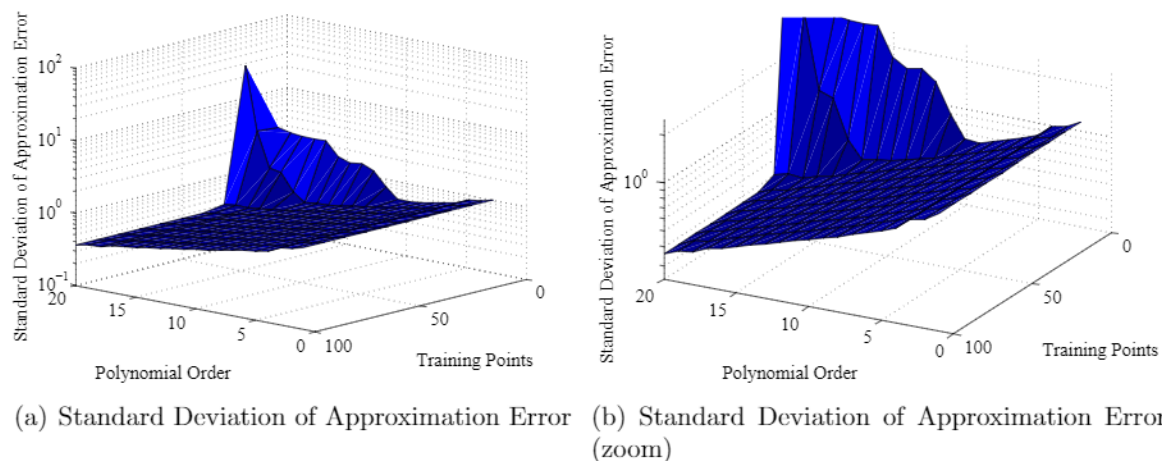 Standard Deviation of Approximation Error
10^2
10^1
10^0
10^-1
20
15
10
5
0
100
50
0
Polynomial Order
Training Points
(a) Standard Deviation of Approximation Error
Standard Deviation of Approximation Error
10^0
20
15
10
5
0
100
50
0
Polynomial Order
Training Points
(b) Standard Deviation of Approximation Error
(zoom)